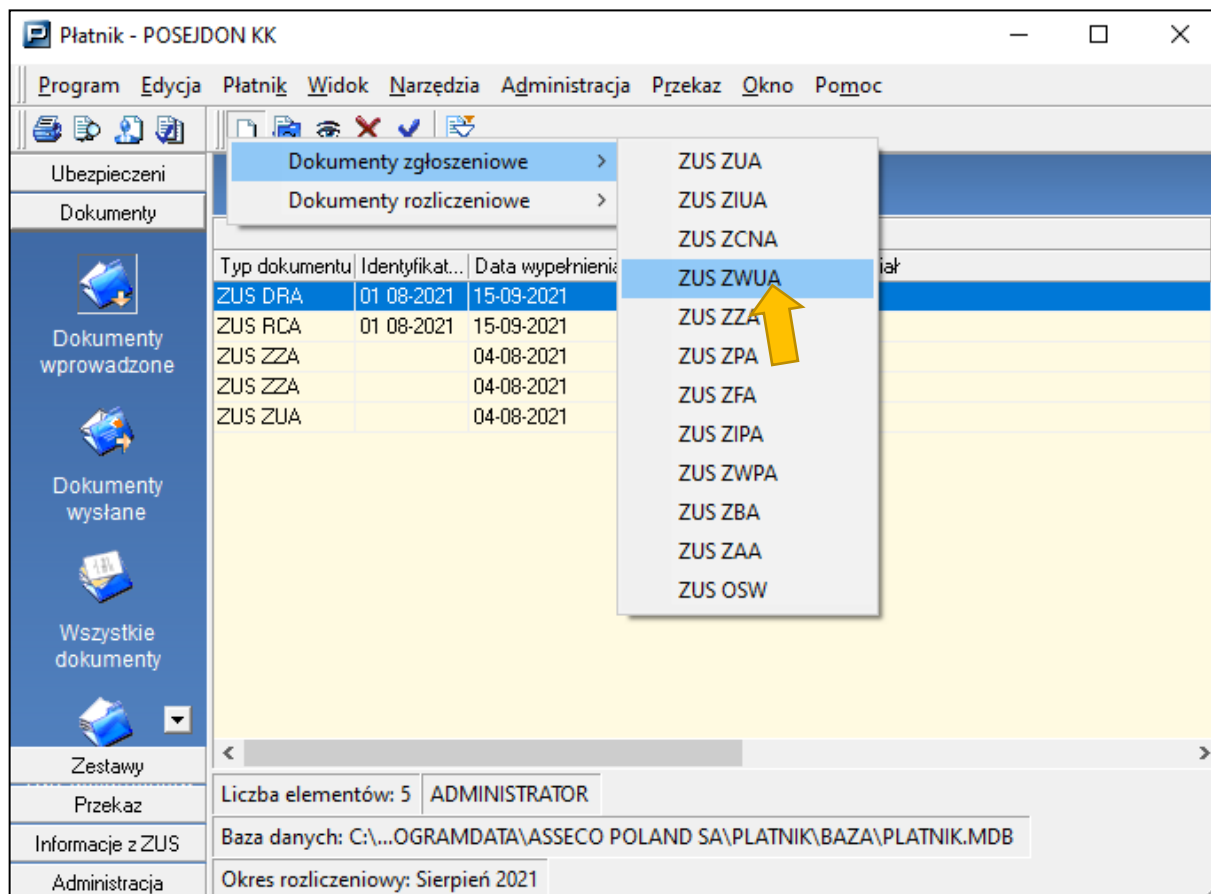 Płatnik - POSEJDON KK
Program Edycja Płatnik Widok Narzędzia Administracja Przekaz Okno Pomoc
Ubezpieczeni
Dokumenty
Dokumenty wprowadzone
Dokumenty wysłane
Wszystkie dokumenty
Zestawy
Przekaz
Informacje z ZUS
Administracja
Dokumenty zgłoszeniowe >
Dokumenty rozliczeniowe >
ZUS ZUA
ZUS ZIUA
ZUS ZCNA
ZUS ZWUA
ZUS ZZA
ZUS ZPA
ZUS ZFA
ZUS ZIPA
ZUS ZWPA
ZUS ZBA
ZUS ZAA
ZUS OSW
Typ dokumentu Identyfikat... Data wypełnienia
ZUS DRA 01 08-2021 15-09-2021
ZUS RCA 01 08-2021 15-09-2021
ZUS ZZA 04-08-2021
ZUS ZZA 04-08-2021
ZUS ZUA 04-08-2021
Liczba elementów: 5 ADMINISTRATOR
Baza danych: C:\...OGRAMDATA\ASSECO POLAND SA\PLATNIK\BAZA\PLATNIK.MDB
Okres rozliczeniowy: Sierpień 2021